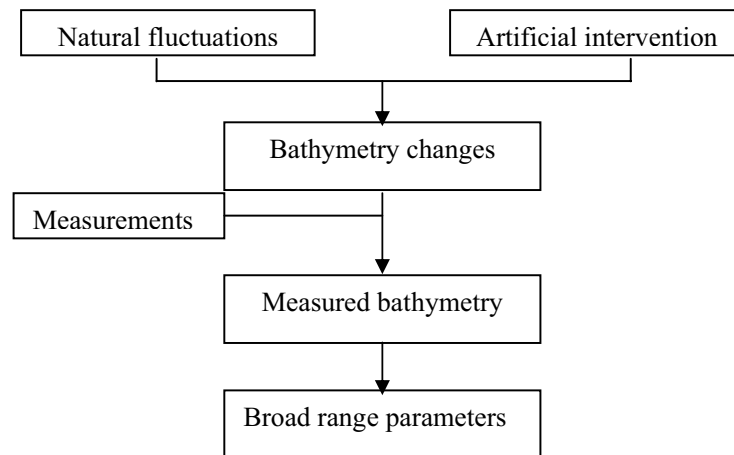 Natural fluctuations
Artificial intervention
Bathymetry changes
Measurements
Measured bathymetry
Broad range parameters